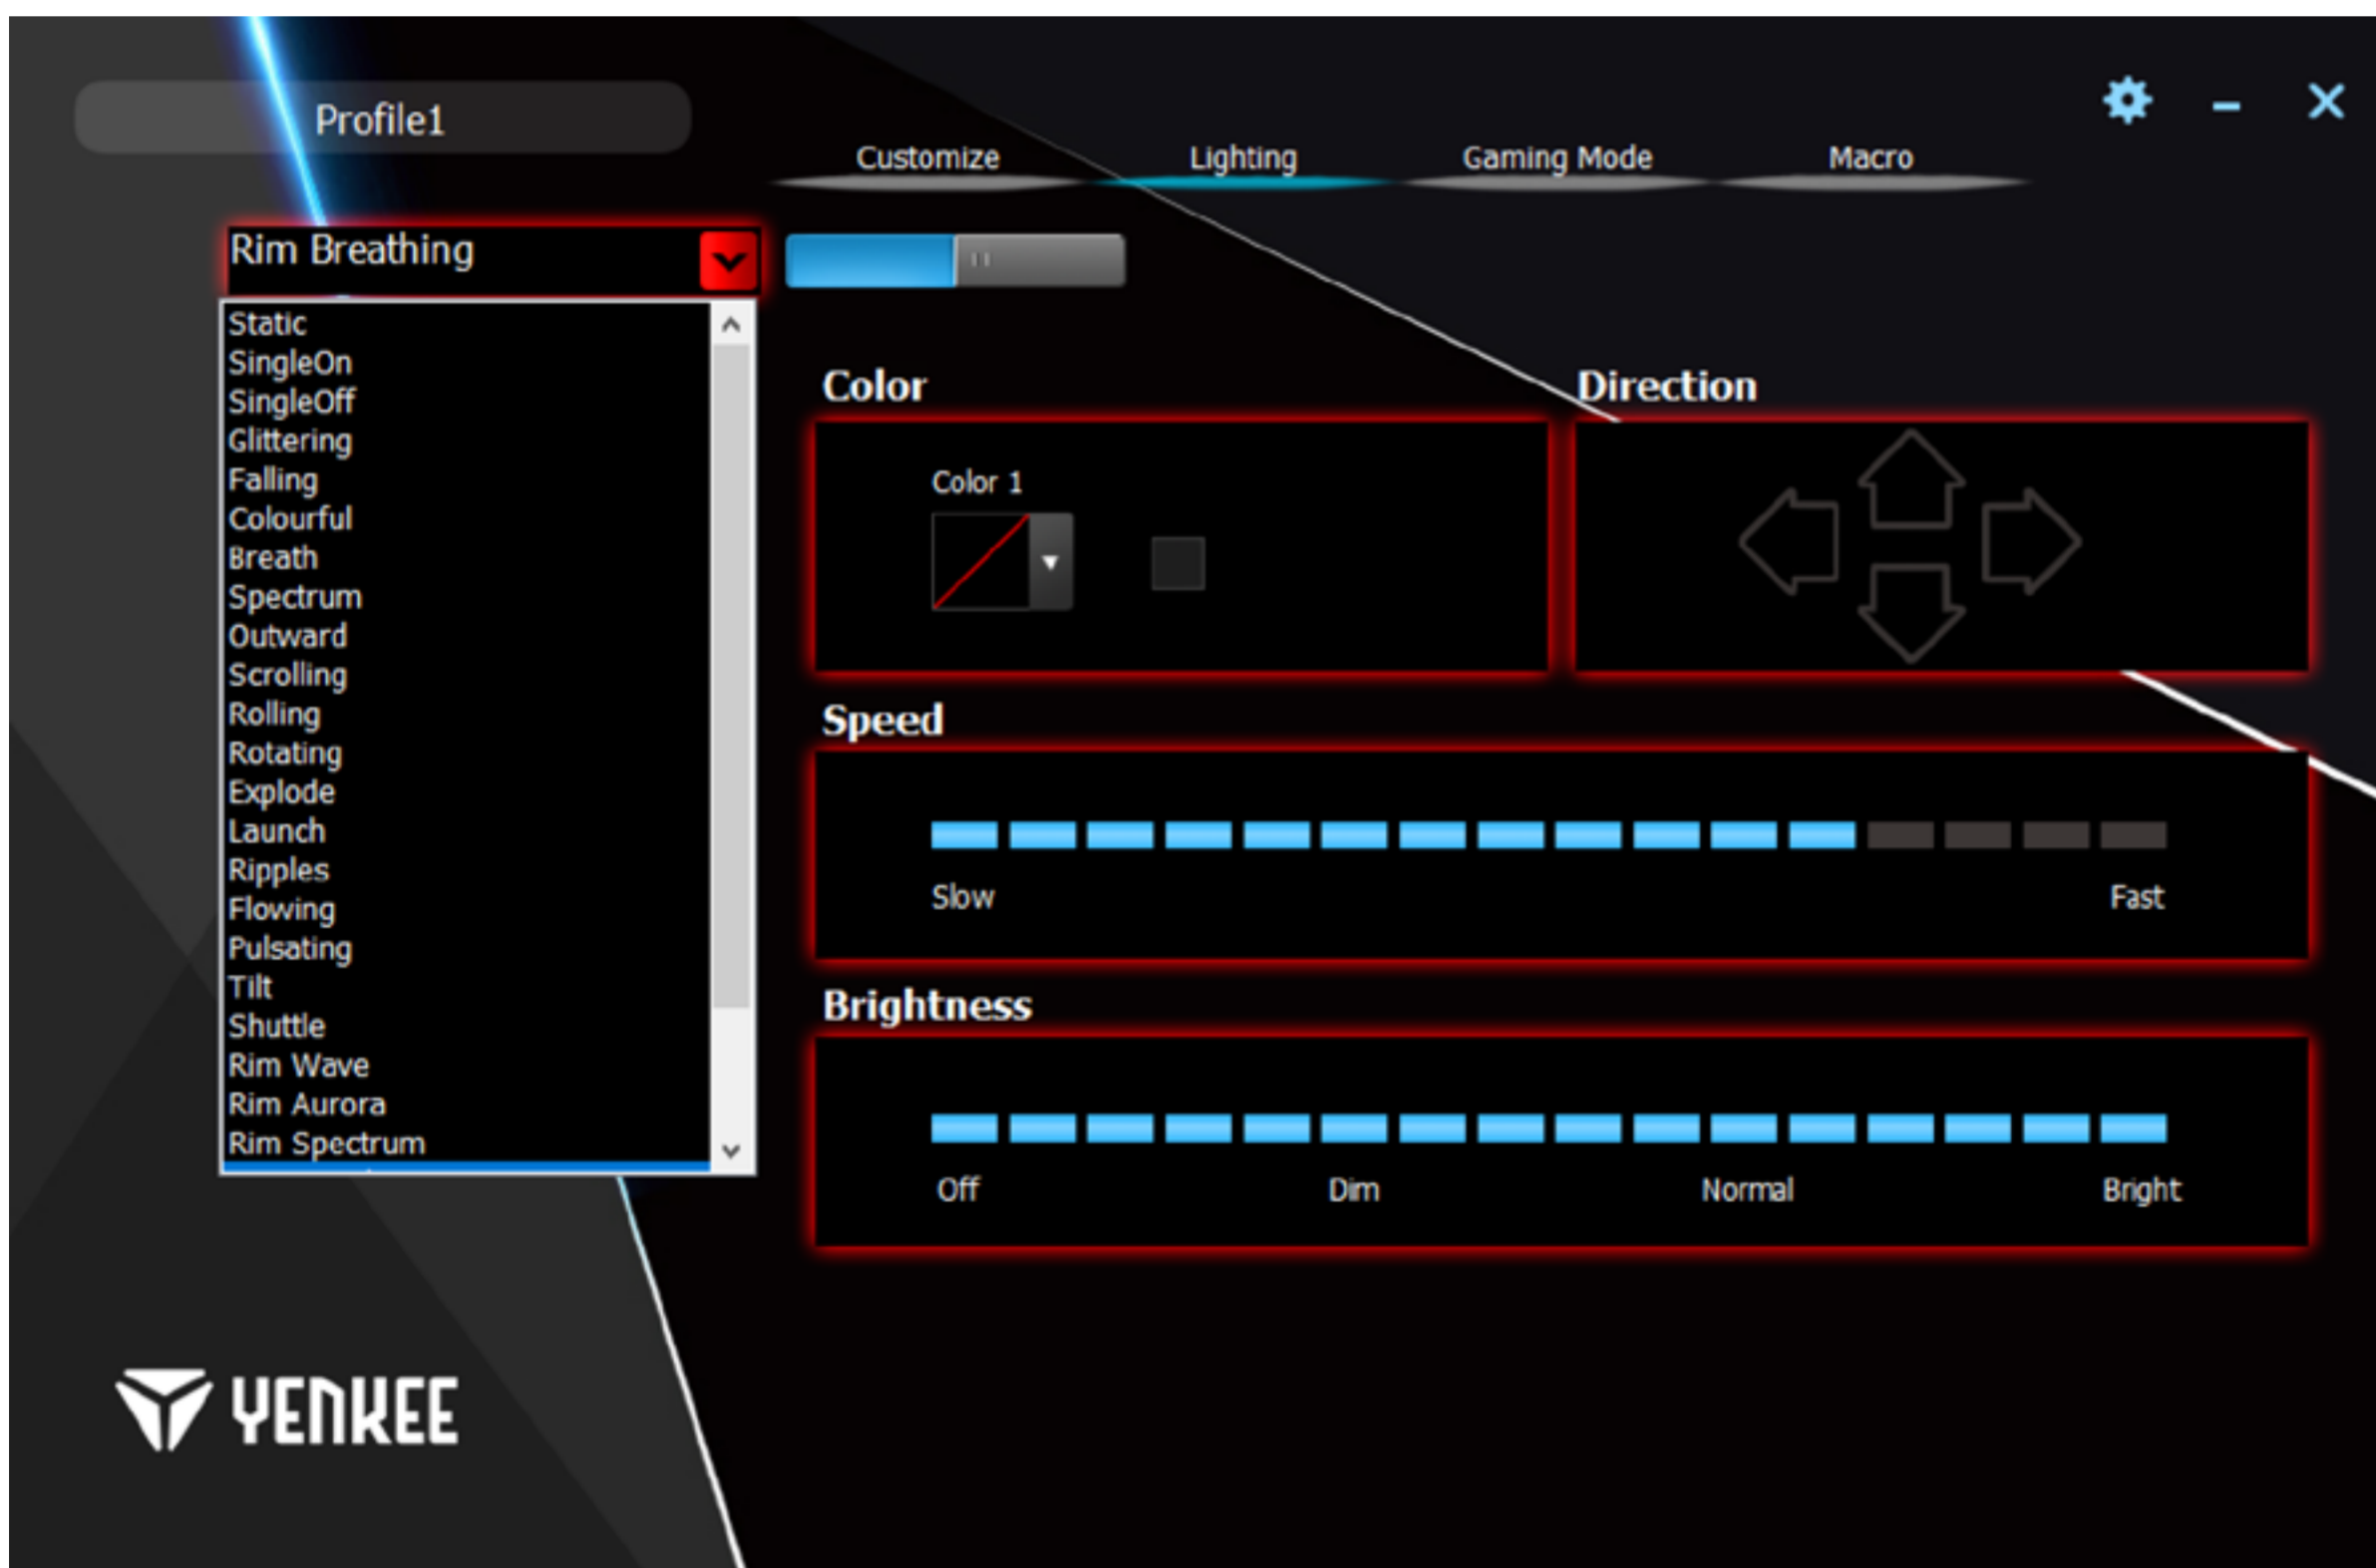 Profile1
Customize
Lighting
Gaming Mode
Macro
Rim Breathing
Static
SingleOn
SingleOff
Glittering
Falling
Colourful
Breath
Spectrum
Outward
Scrolling
Rolling
Rotating
Explode
Launch
Ripples
Flowing
Pulsating
Tilt
Shuttle
Rim Wave
Rim Aurora
Rim Spectrum
Color
Color 1
Direction
Speed
Slow
Fast
Brightness
Off
Dim
Normal
Bright
YENKEE